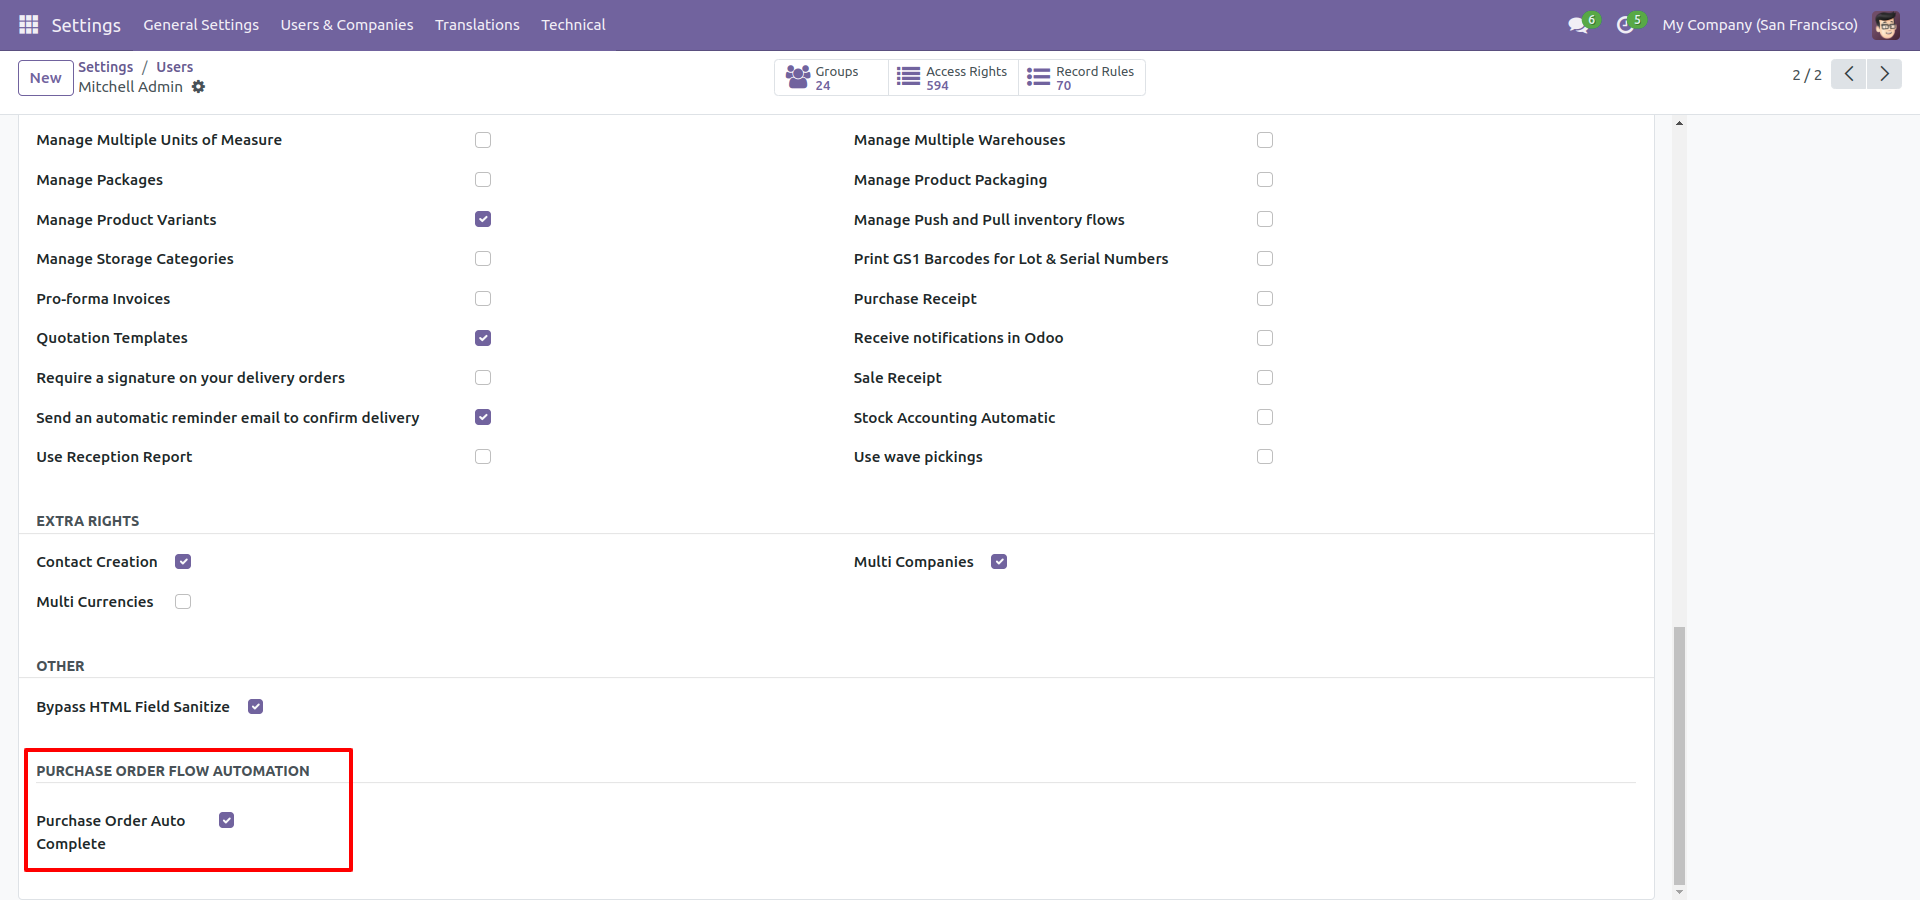 Settings General Settings Users & Companies Translations Technical 6 5 My Company (San Francisco)
New Settings / Users
Mitchell Admin
Groups 24
Access Rights 594
Record Rules 70
2 / 2
Manage Multiple Units of Measure Manage Multiple Warehouses
Manage Packages Manage Product Packaging
Manage Product Variants Manage Push and Pull inventory flows
Manage Storage Categories Print GS1 Barcodes for Lot & Serial Numbers
Pro-forma Invoices Purchase Receipt
Quotation Templates Receive notifications in Odoo
Require a signature on your delivery orders Sale Receipt
Send an automatic reminder email to confirm delivery Stock Accounting Automatic
Use Reception Report Use wave pickings
EXTRA RIGHTS
Contact Creation Multi Companies
Multi Currencies
OTHER
Bypass HTML Field Sanitize
PURCHASE ORDER FLOW AUTOMATION
Purchase Order Auto
Complete